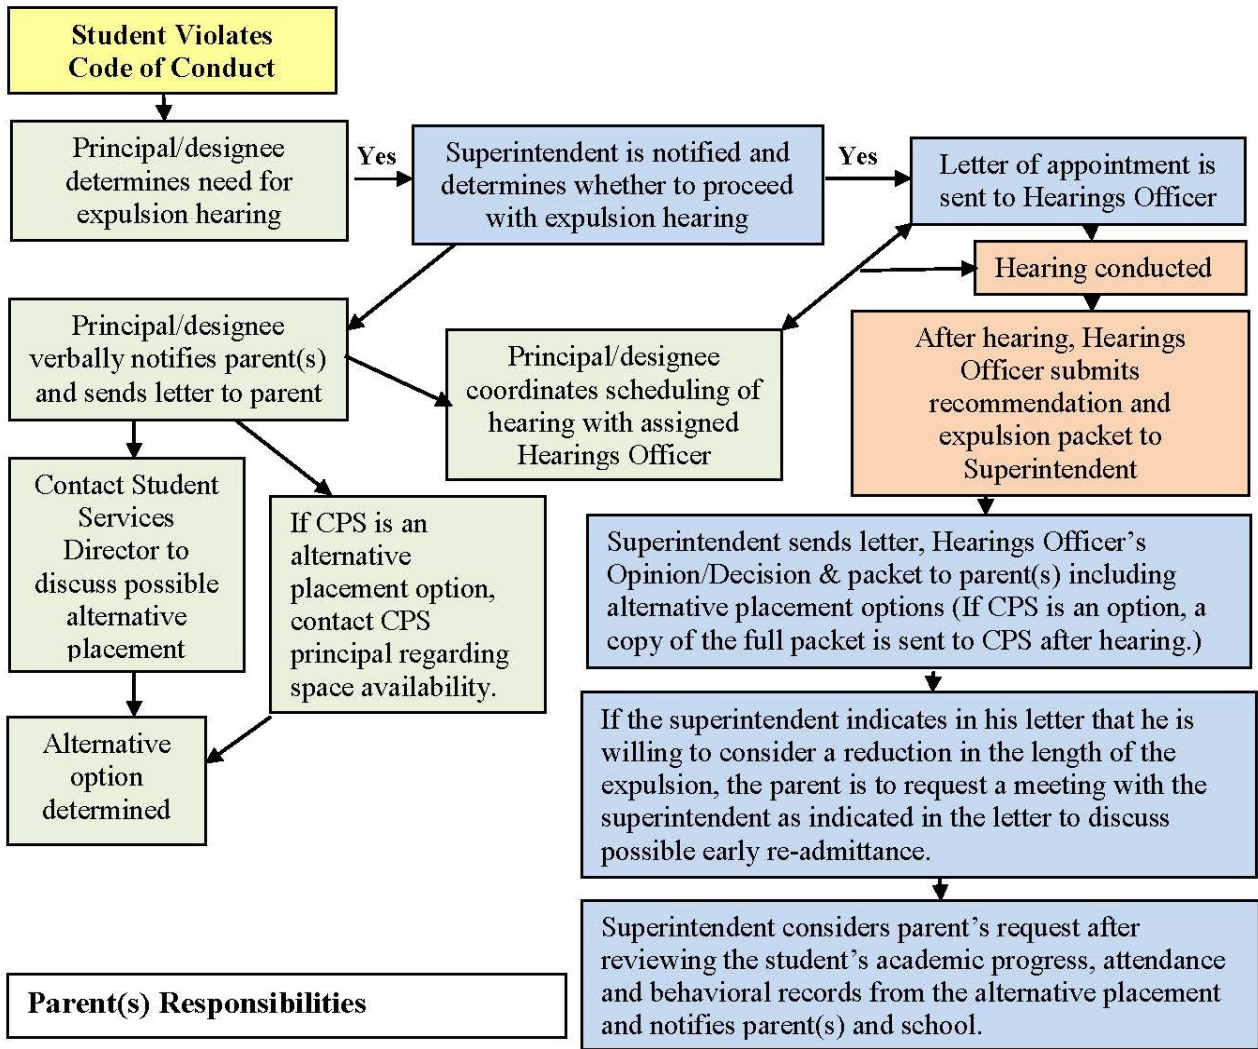 Student Violates
Code of Conduct
Principal/designee
determines need for
expulsion hearing
Yes
Superintendent is notified and
determines whether to proceed
with expulsion hearing
Yes
Letter of appointment is
sent to Hearings Officer
Hearing conducted
Principal/designee
verbally notifies parent(s)
and sends letter to parent
Principal/designee
coordinates scheduling of
hearing with assigned
Hearings Officer
After hearing, Hearings
Officer submits
recommendation and
expulsion packet to
Superintendent
Contact Student
Services
Director to
discuss possible
alternative
placement
If CPS is an
alternative
placement option,
contact CPS
principal regarding
space availability.
Alternative
option
determined
Superintendent sends letter, Hearings Officer’s
Opinion/Decision & packet to parent(s) including
alternative placement options (If CPS is an option, a
copy of the full packet is sent to CPS after hearing.)
If the superintendent indicates in his letter that he is
willing to consider a reduction in the length of the
expulsion, the parent is to request a meeting with the
superintendent as indicated in the letter to discuss
possible early re-admittance.
Superintendent considers parent’s request after
reviewing the student’s academic progress, attendance
and behavioral records from the alternative placement
and notifies parent(s) and school.
Parent(s) Responsibilities